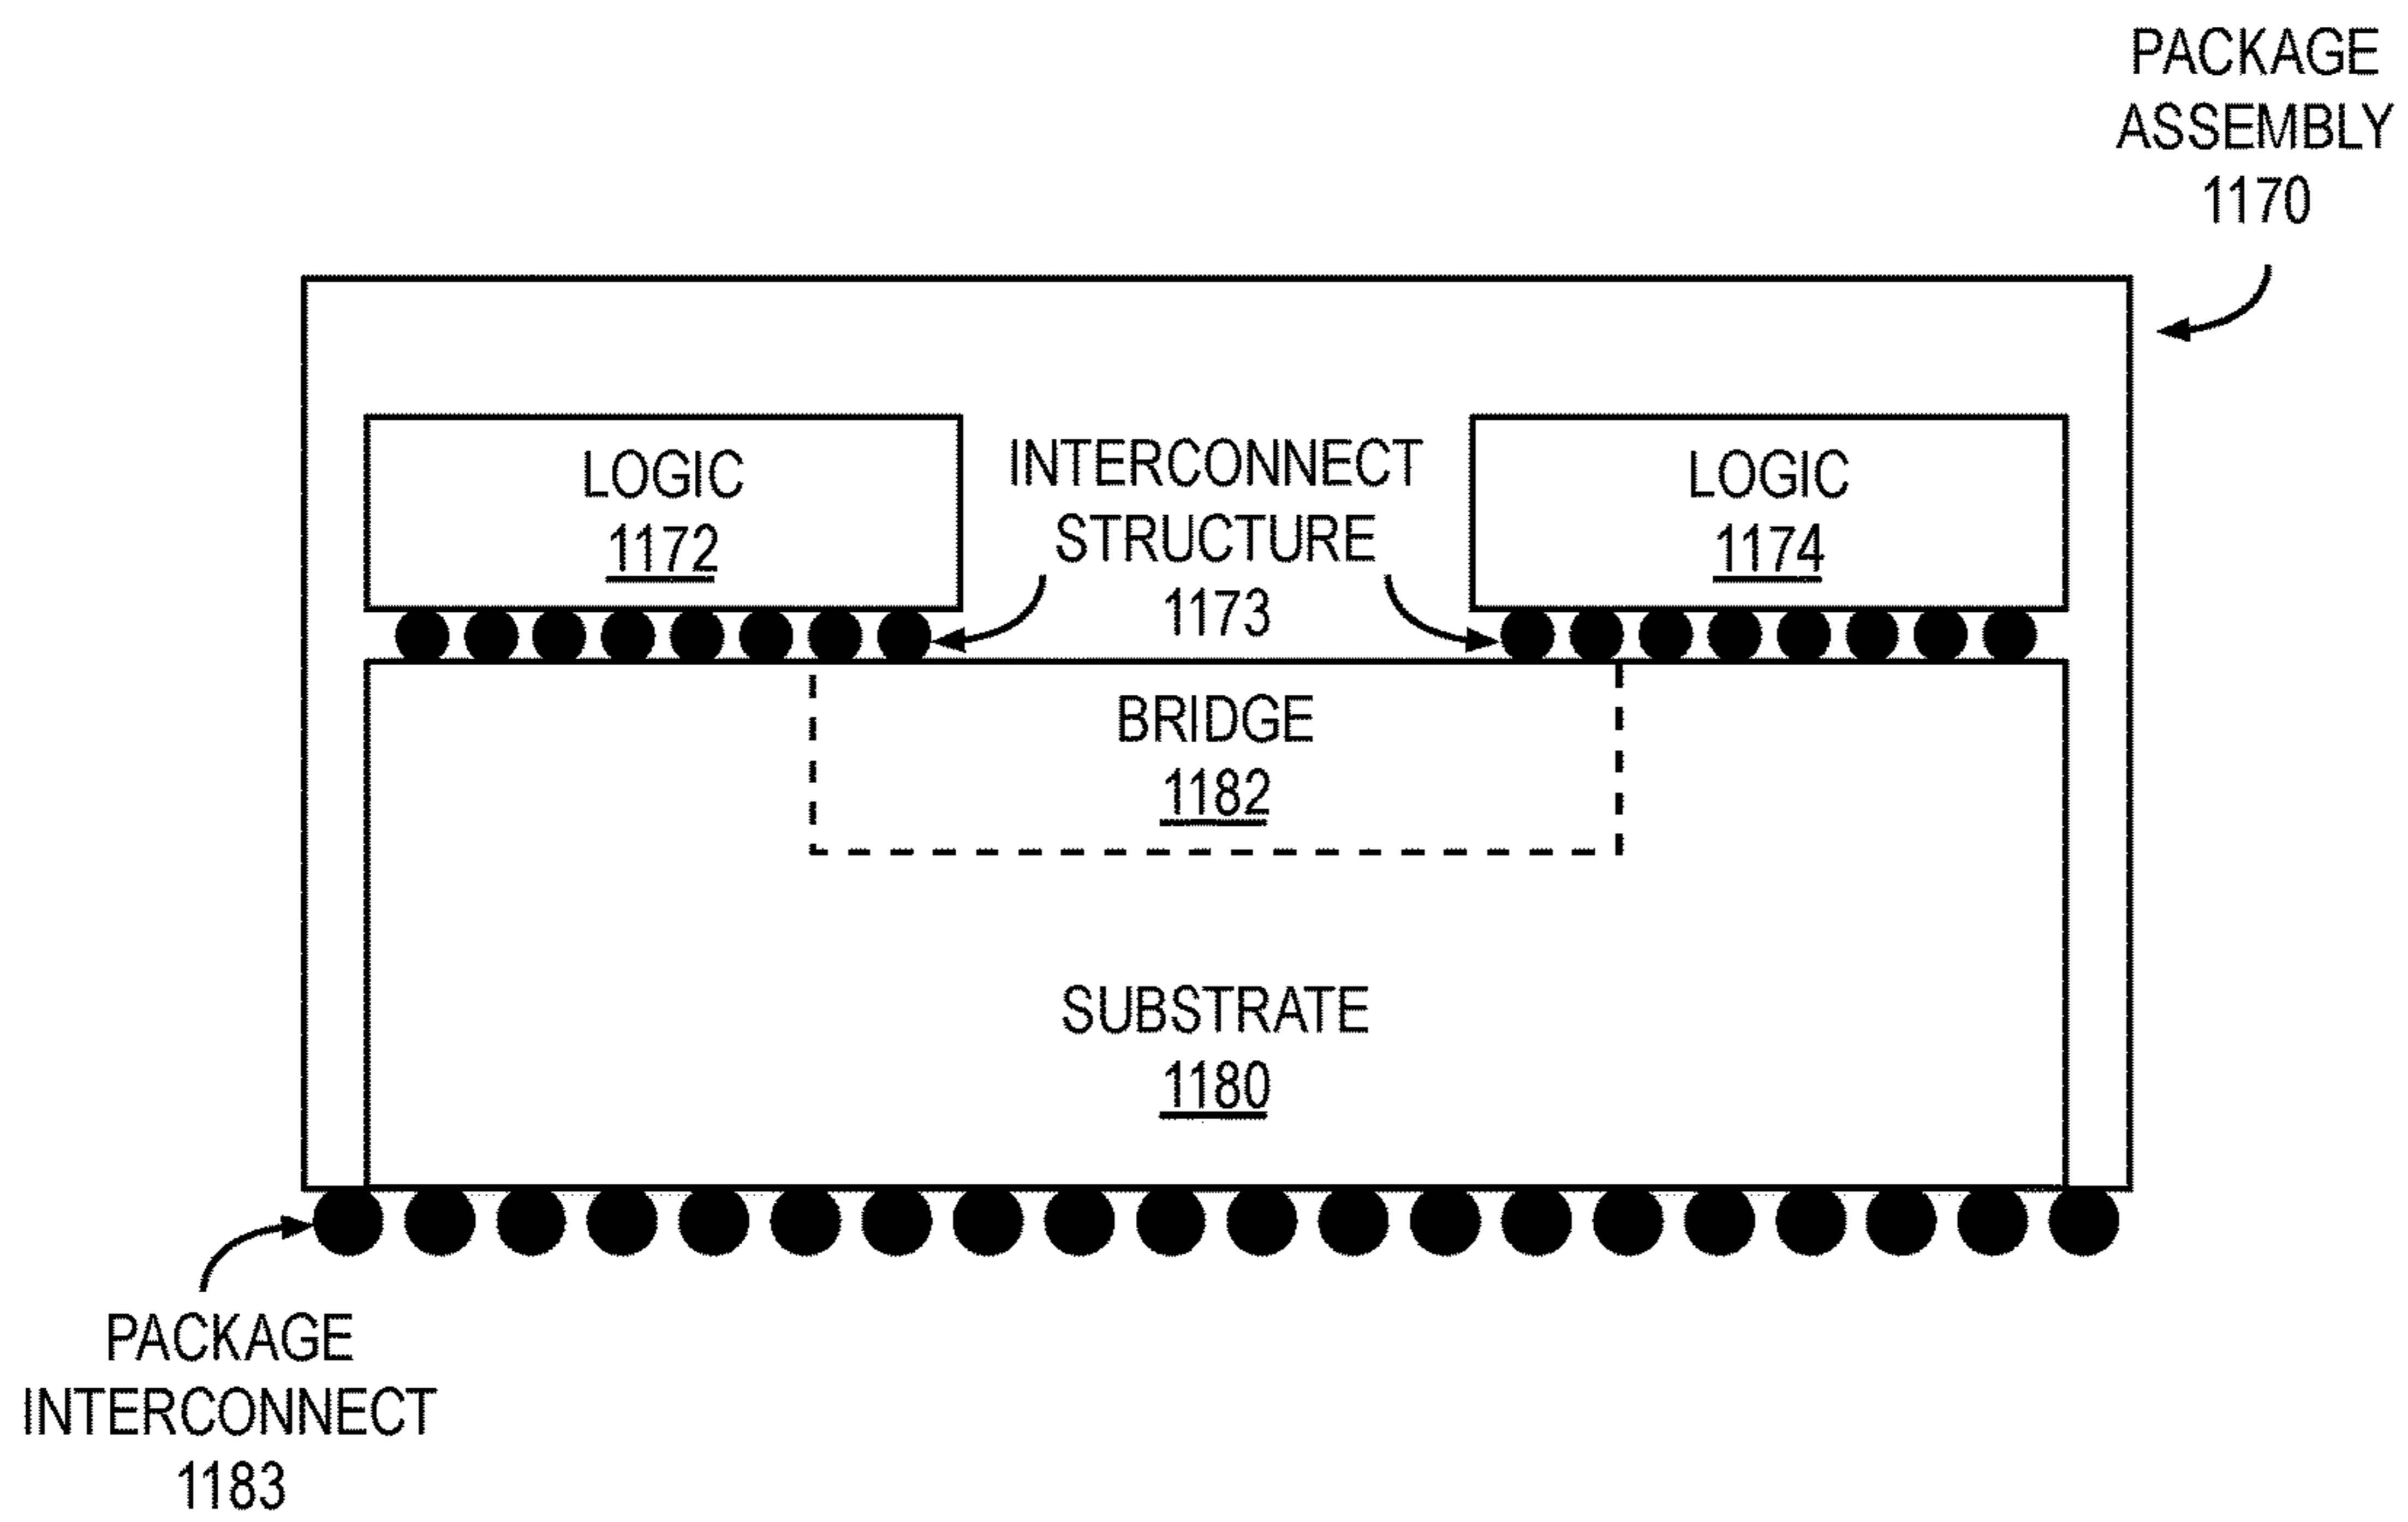 PACKAGE
ASSEMBLY
1170
LOGIC
1172
INTERCONNECT
STRUCTURE
1173
LOGIC
1174
BRIDGE
1182
SUBSTRATE
1180
PACKAGE
INTERCONNECT
1183